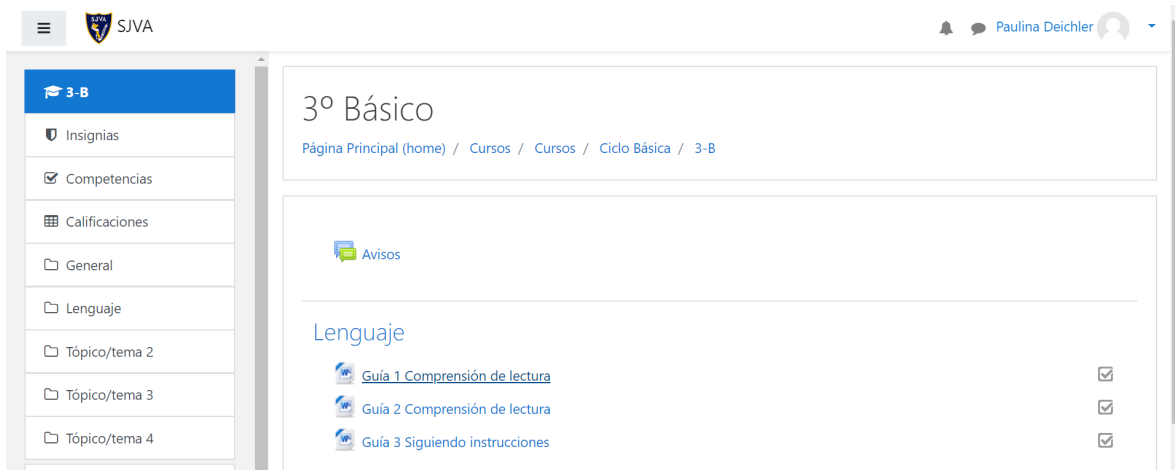 SJVA
Paulina Deichler
3-B
Insignias
Competencias
Calificaciones
General
Lenguaje
Tópico/tema 2
Tópico/tema 3
Tópico/tema 4
3º Básico
Página Principal (home) / Cursos / Cursos / Ciclo Básica / 3-B
Avisos
Lenguaje
Guía 1 Comprensión de lectura
Guía 2 Comprensión de lectura
Guía 3 Siguiendo instrucciones